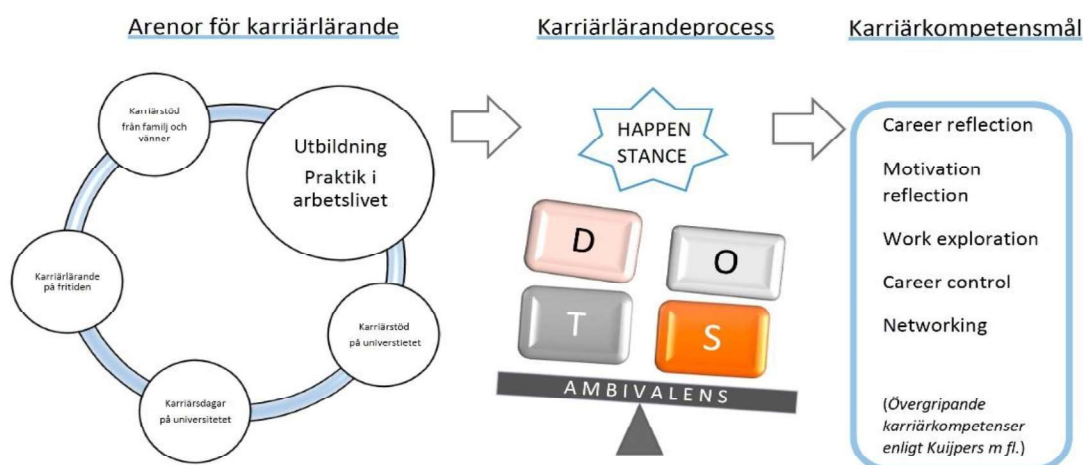 Arenor för karriärlärande
Karriärstöd
från familj och
vänner
Utbildning
Praktik i
arbetslivet
Karriärlärande
på fritiden
Karriärstöd
på universtietet
Karriärsdagar
på universitetet
Karriärlärandeprocess
HAPPEN
STANCE
D
O
T
S
AMBIVALENS
Karriärkompetensmål
Career reflection
Motivation
reflection
Work exploration
Career control
Networking
(Övergripande
karriärkompetenser
enligt Kuijpers m fl.)